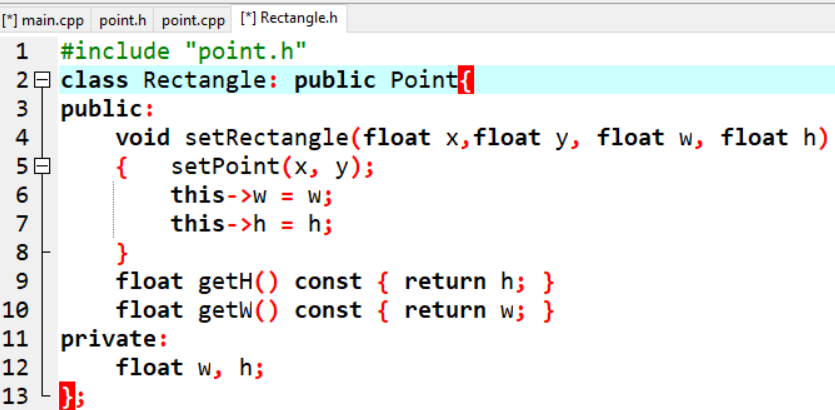 [*] main.cpp point.h point.cpp [*] Rectangle.h
1 #include "point.h"
2 class Rectangle: public Point{
3 public:
4     void setRectangle(float x,float y, float w, float h)
5     {   setPoint(x, y);
6         this->w = w;
7         this->h = h;
8     }
9     float getH() const { return h; }
10     float getW() const { return w; }
11 private:
12     float w, h;
13 };